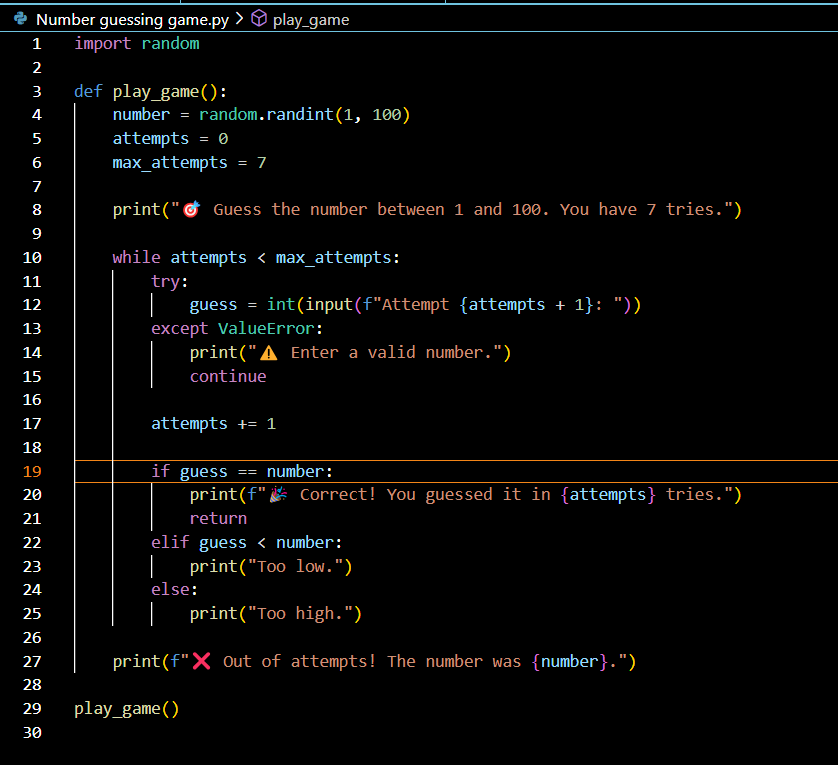 Number guessing game.py > play_game
1 import random
2
3 def play_game():
4     number = random.randint(1, 100)
5     attempts = 0
6     max_attempts = 7
7
8     print("🎯 Guess the number between 1 and 100. You have 7 tries.")
9
10     while attempts < max_attempts:
11         try:
12             guess = int(input(f"Attempt {attempts + 1}: "))
13         except ValueError:
14             print("⚠️ Enter a valid number.")
15             continue
16
17         attempts += 1
18
19         if guess == number:
20             print(f"🎉 Correct! You guessed it in {attempts} tries.")
21             return
22         elif guess < number:
23             print("Too low.")
24         else:
25             print("Too high.")
26
27     print(f"❌ Out of attempts! The number was {number}.")
28
29 play_game()
30